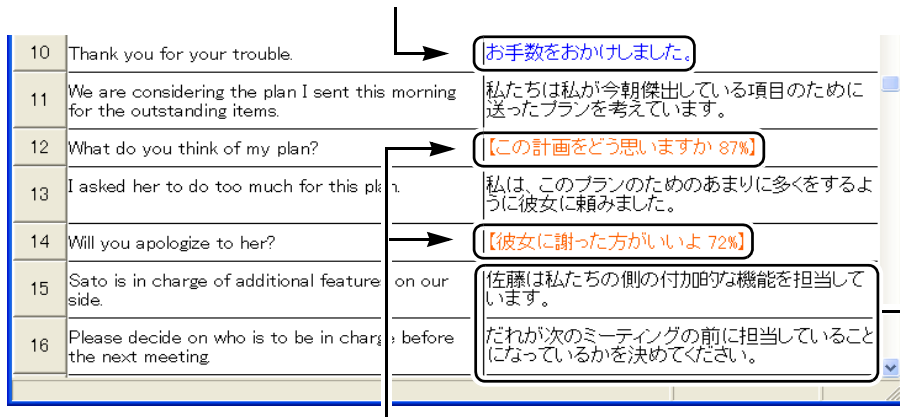 10 Thank you for your trouble. お手数をおかけしました。
11 We are considering the plan I sent this morning 私たちは私が今朝傑出している項目のために
for the outstanding items. 送ったプランを考えています。
12 What do you think of my plan? 【この計画をどう思いますか 87%】
13 I asked her to do too much for this plan. 私は、このプランのためのあまりに多くをするよ
うに彼女に頼みました。
14 Will you apologize to her? 【彼女に謝った方がいいよ 72%】
15 Sato is in charge of additional features on our 佐藤は私たちの側の付加的な機能を担当して
side. います。
16 Please decide on who is to be in charge before だれが次のミーティングの前に担当していること
the next meeting. になっているかを決めてください。